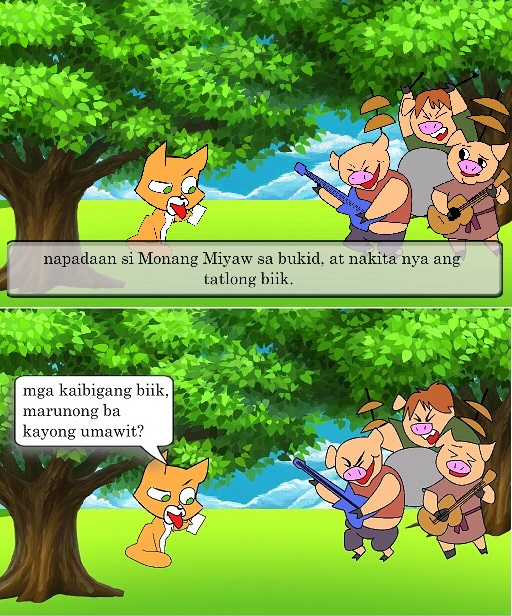 napadaan si Monang Miyaw sa bukid, at nakita nya ang
tatlong biik.
mga kaibigang biik,
marunong ba
kayong umawit?